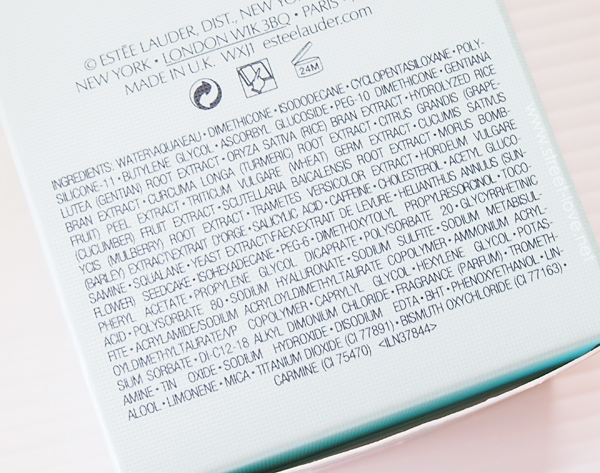 © ESTÉE LAUDER, DIST., NEW
NEW YORK • LONDON W1K 3BQ • PARIS
MADE IN U.K. WXJ1 esteelauder.com
24M
INGREDIENTS: WATER\AQUA\EAU • DIMETHICONE • ISODODECANE • CYCLOPENTASILOXANE • POLY-
SILICONE-11 • BUTYLENE GLYCOL • ASCORBYL GLUCOSIDE • PEG-10 DIMETHICONE • GENTIANA
LUTEA (GENTIAN) ROOT EXTRACT • ORYZA SATIVA (RICE) BRAN EXTRACT • HYDROLYZED RICE
BRAN EXTRACT • CURCUMA LONGA (TURMERIC) ROOT EXTRACT • CITRUS GRANDIS (GRAPE-
FRUIT) PEEL EXTRACT • TRITICUM VULGARE (WHEAT) GERM EXTRACT • CUCUMIS SATIVUS
(CUCUMBER) FRUIT EXTRACT • SCUTELLARIA BAICALENSIS ROOT EXTRACT • MORUS BOMB-
YCIS (MULBERRY) ROOT EXTRACT • TRAMETES VERSICOLOR EXTRACT • HORDEUM VULGARE
(BARLEY) EXTRACT\EXTRAIT D'ORGE • SALICYLIC ACID • CAFFEINE • CHOLESTEROL • ACETYL GLUCO-
SAMINE • SQUALANE • YEAST EXTRACT\FAEX\EXTRAIT DE LEVURE • HELIANTHUS ANNUUS (SUN-
FLOWER) SEEDCAKE • ISOHEXADECANE • PEG-6 • DIMETHOXYTOLYL PROPYLRESORCINOL • TOCO-
PHERYL ACETATE • PROPYLENE GLYCOL DICAPRATE • POLYSORBATE 20 • GLYCYRRHETINIC
ACID • POLYSORBATE 80 • SODIUM HYALURONATE • SODIUM SULFITE • SODIUM METABISUL-
FITE • ACRYLAMIDE/SODIUM ACRYLOYLDIMETHYLTAURATE COPOLYMER • AMMONIUM ACRYL-
OYLDIMETHYLTAURATE/VP COPOLYMER • CAPRYLYL GLYCOL • HEXYLENE GLYCOL • POTAS-
SIUM SORBATE • DI-C12-18 ALKYL DIMONIUM CHLORIDE • FRAGRANCE (PARFUM) • TROMETH-
AMINE • TIN OXIDE • SODIUM HYDROXIDE • DISODIUM EDTA • BHT • PHENOXYETHANOL • LIN-
ALOOL • LIMONENE • MICA • TITANIUM DIOXIDE (CI 77891) • BISMUTH OXYCHLORIDE (CI 77163) •
CARMINE (CI 75470) <ILN37844>